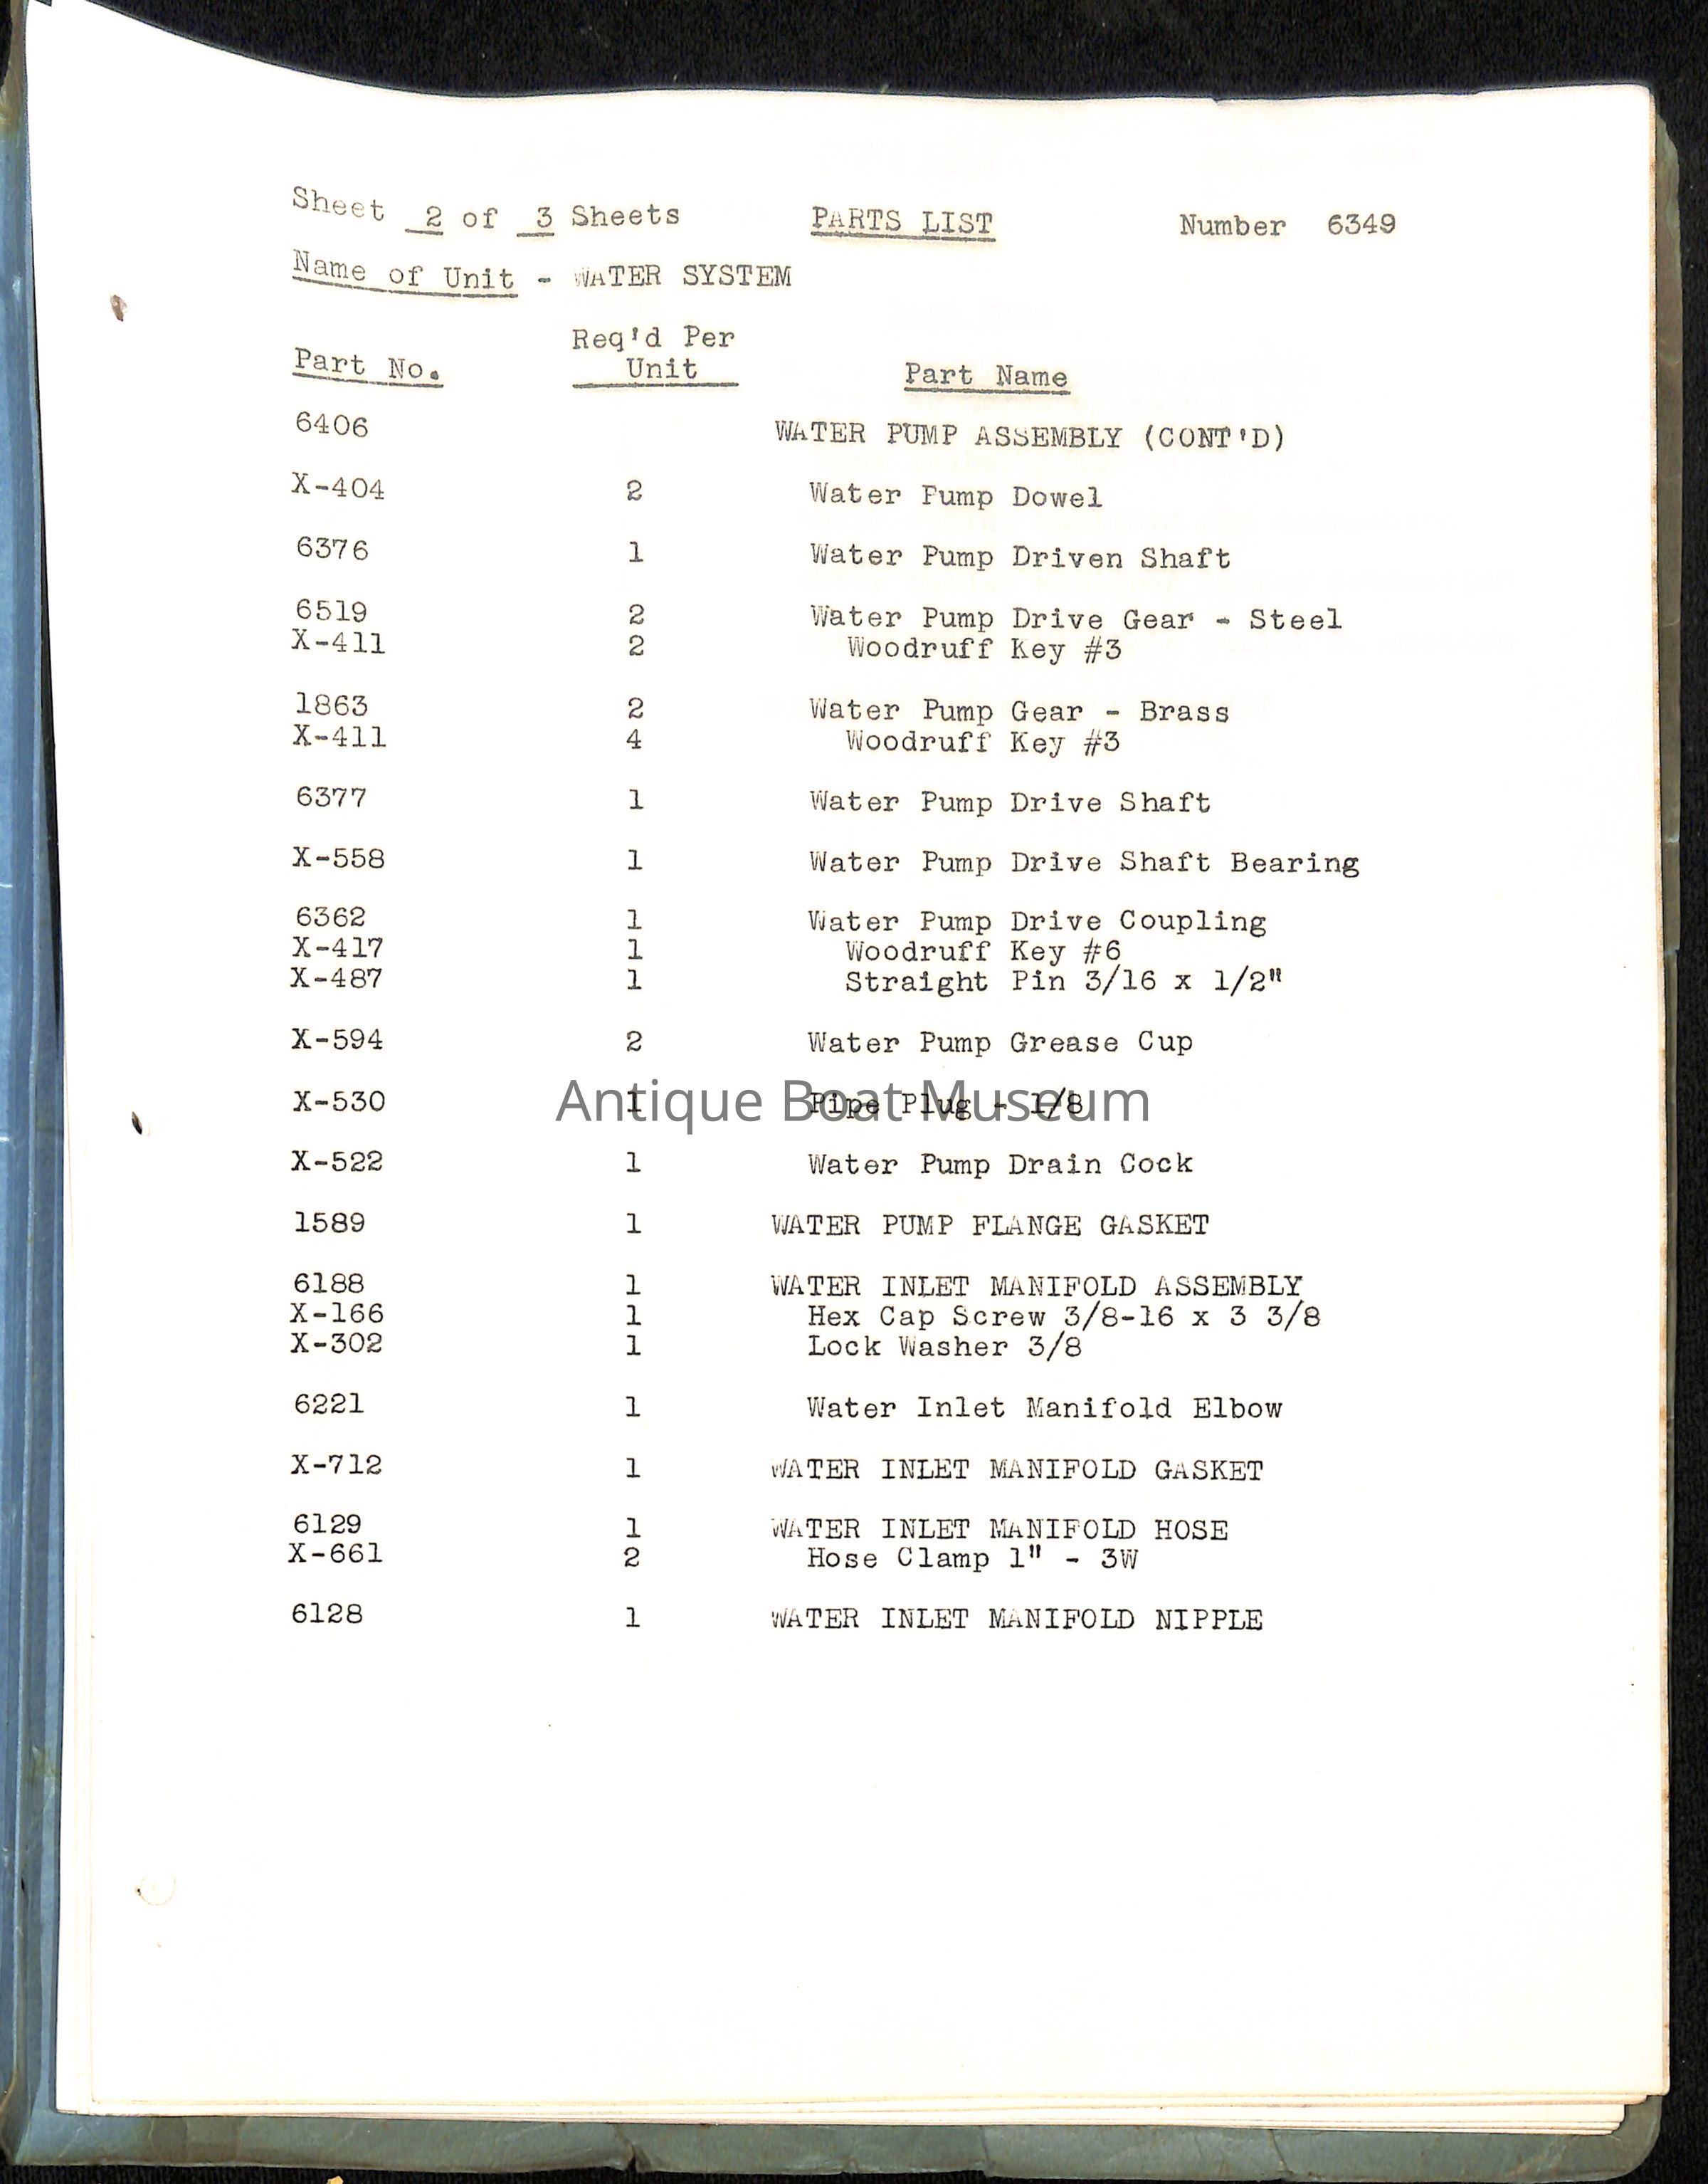 Sheet 2 of 3 Sheets PARTS LIST Number 6349
Name of Unit - WATER SYSTEM
Part No. Req'd Per Unit Part Name
6406 WATER PUMP ASSEMBLY (CONT'D)
X-404 2 Water Pump Dowel
6376 1 Water Pump Driven Shaft
6519 2 Water Pump Drive Gear - Steel
X-411 2 Woodruff Key #3
1863 2 Water Pump Gear - Brass
X-411 4 Woodruff Key #3
6377 1 Water Pump Drive Shaft
X-558 1 Water Pump Drive Shaft Bearing
6362 1 Water Pump Drive Coupling
X-417 1 Woodruff Key #6
X-487 1 Straight Pin 3/16 x 1/2"
X-594 2 Water Pump Grease Cup
X-530 1 Pipe Plug - 1/8
Antique Boat Museum
X-522 1 Water Pump Drain Cock
1589 1 WATER PUMP FLANGE GASKET
6188 1 WATER INLET MANIFOLD ASSEMBLY
X-166 1 Hex Cap Screw 3/8-16 x 3 3/8
X-302 1 Lock Washer 3/8
6221 1 Water Inlet Manifold Elbow
X-712 1 WATER INLET MANIFOLD GASKET
6129 1 WATER INLET MANIFOLD HOSE
X-661 2 Hose Clamp 1" - 3W
6128 1 WATER INLET MANIFOLD NIPPLE